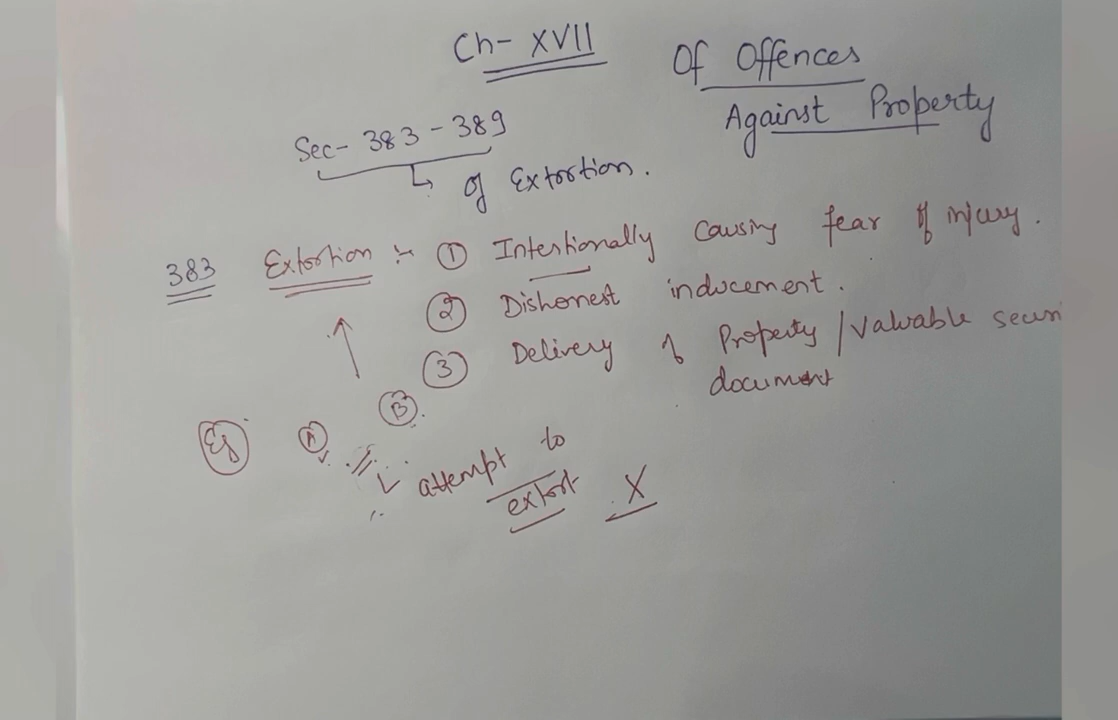 Ch- XVII
Of Offences
Against Property
Sec- 383 - 389
↳ of Extortion.
383 Extortion :- ① Intentionally causing fear of injury.
② Dishonest inducement.
③ Delivery of Property / Valuable secur
document
Eg A B
attempt to
extort X